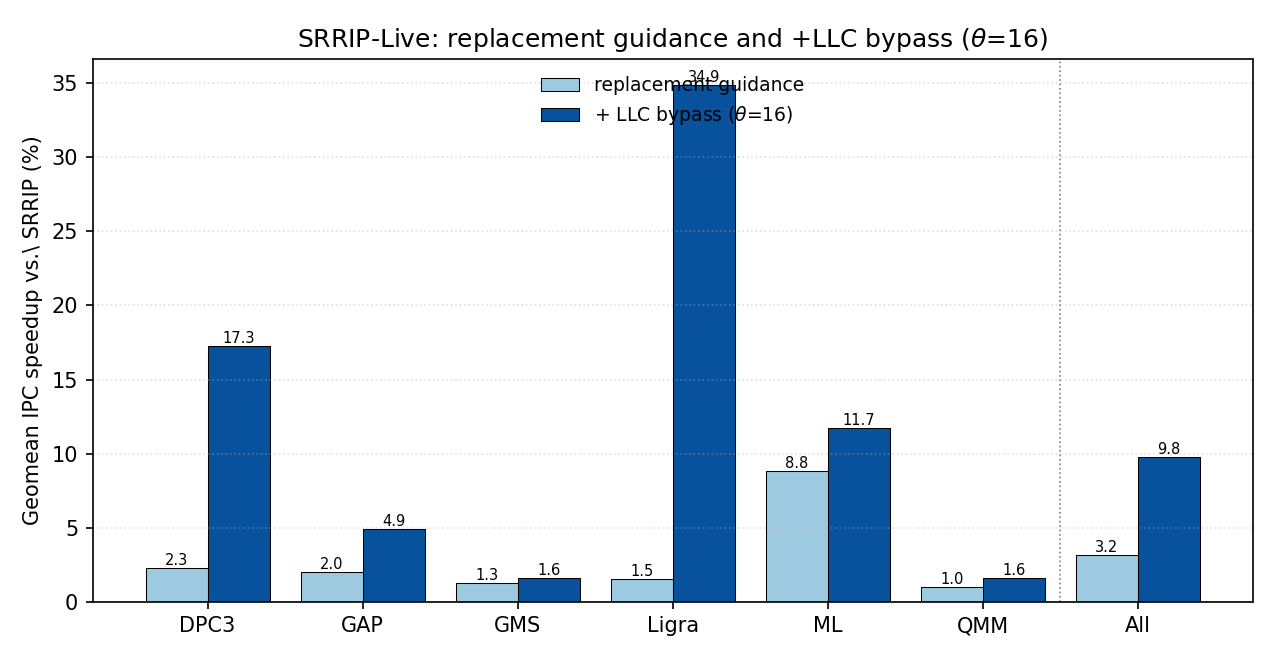 SRRIP-Live: replacement guidance and +LLC bypass (θ=16)
replacement guidance
+ LLC bypass (θ=16)
Geomean IPC speedup vs.\ SRRIP (%)
35
30
25
20
15
10
5
0
2.3
17.3
2.0
4.9
1.3
1.6
1.5
34.9
8.8
11.7
1.0
1.6
3.2
9.8
DPC3
GAP
GMS
Ligra
ML
QMM
All